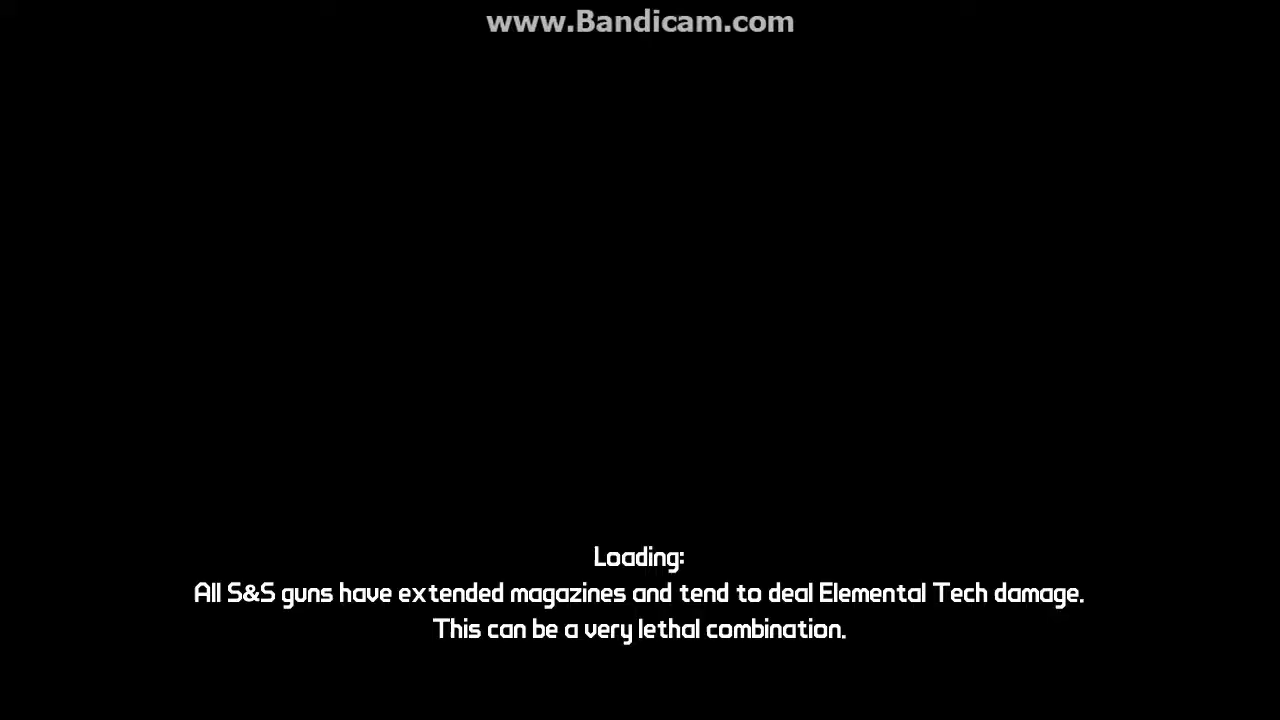 www.Bandicam.com
Loading:
All S&S guns have extended magazines and tend to deal Elemental Tech damage.
This can be a very lethal combination.